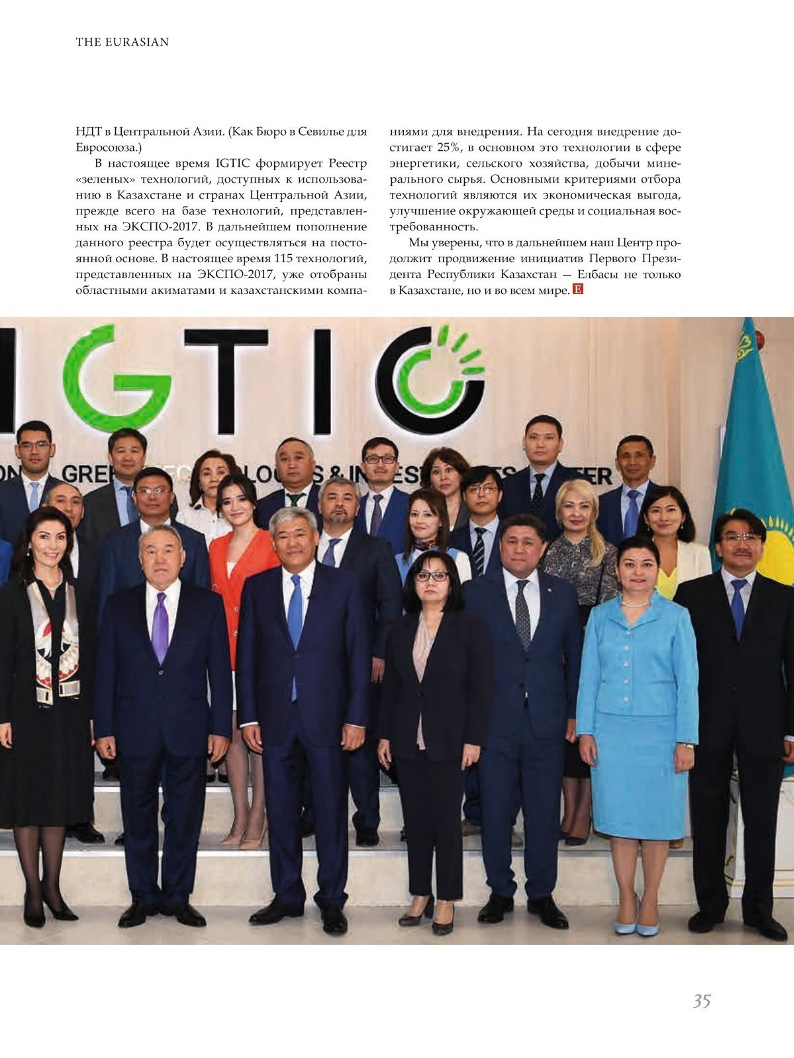 THE EURASIAN
НДТ в Центральной Азии. (Как Бюро в Севилье для
Евросоюза.)
В настоящее время IGTIC формирует Реестр
«зеленых» технологий, доступных к использова-
нию в Казахстане и странах Центральной Азии,
прежде всего на базе технологий, представлен-
ных на ЭКСПО-2017. В дальнейшем пополнение
данного реестра будет осуществляться на посто-
янной основе. В настоящее время 115 технологий,
представленных на ЭКСПО-2017, уже отобраны
областными акиматами и казахстанскими компа-
ниями для внедрения. На сегодня внедрение до-
стигает 25%, в основном это технологии в сфере
энергетики, сельского хозяйства, добычи мине-
рального сырья. Основными критериями отбора
технологий являются их экономическая выгода,
улучшение окружающей среды и социальная вос-
требованность.
Мы уверены, что в дальнейшем наш Центр про-
должит продвижение инициатив Первого Прези-
дента Республики Казахстан — Елбасы не только
в Казахстане, но и во всем мире. E
IGTIC
GREEN & INVES
35